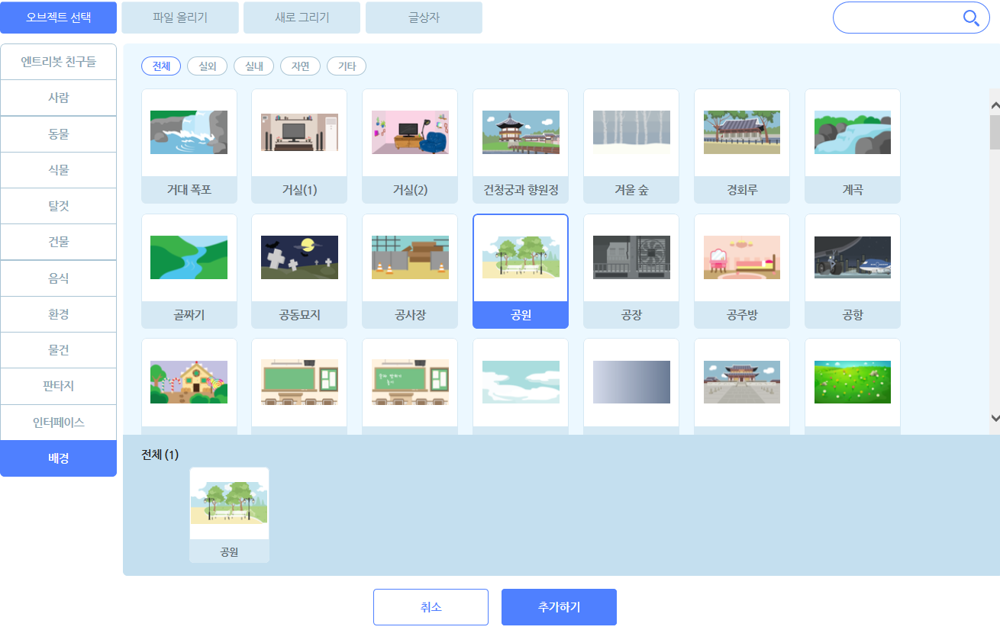 오브젝트 선택
파일 올리기
새로 그리기
글상자
엔트리봇 친구들
사람
동물
식물
탈것
건물
음식
환경
물건
판타지
인터페이스
배경
전체
실외
실내
자연
기타
거대 폭포
거실(1)
거실(2)
건청궁과 향원정
겨울 숲
경회루
계곡
골짜기
공동묘지
공사장
공원
공장
공주방
공항
전체 (1)
공원
취소
추가하기